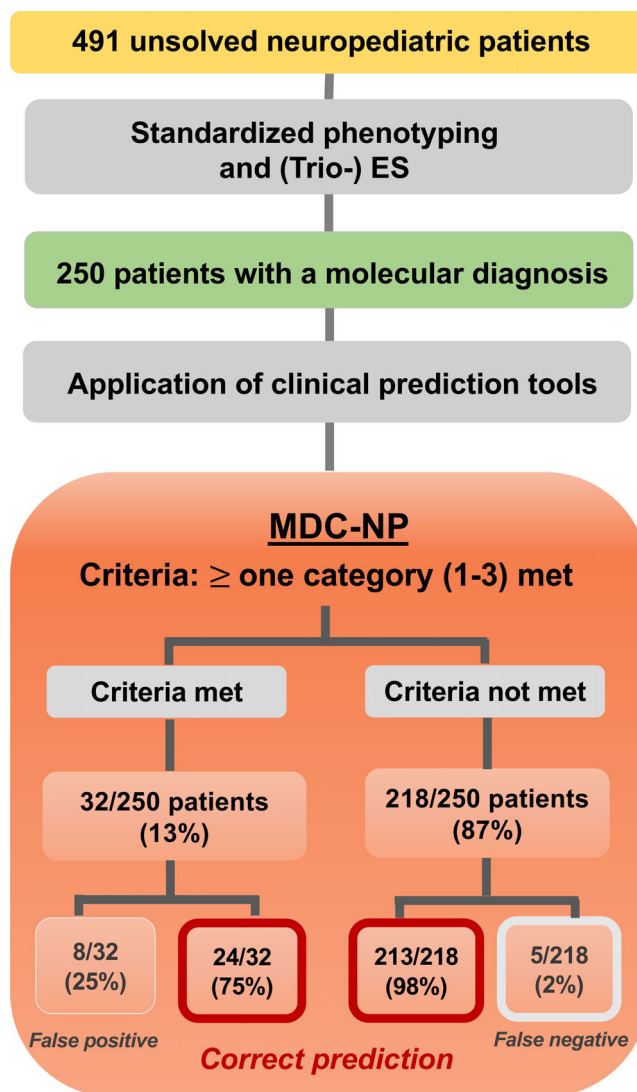 491 unsolved neuropediatric patients
Standardized phenotyping
and (Trio-) ES
250 patients with a molecular diagnosis
Application of clinical prediction tools
MDC-NP
Criteria: ≥ one category (1-3) met
Criteria met
Criteria not met
32/250 patients
(13%)
218/250 patients
(87%)
8/32
(25%)
24/32
(75%)
213/218
(98%)
5/218
(2%)
False positive
Correct prediction
False negative